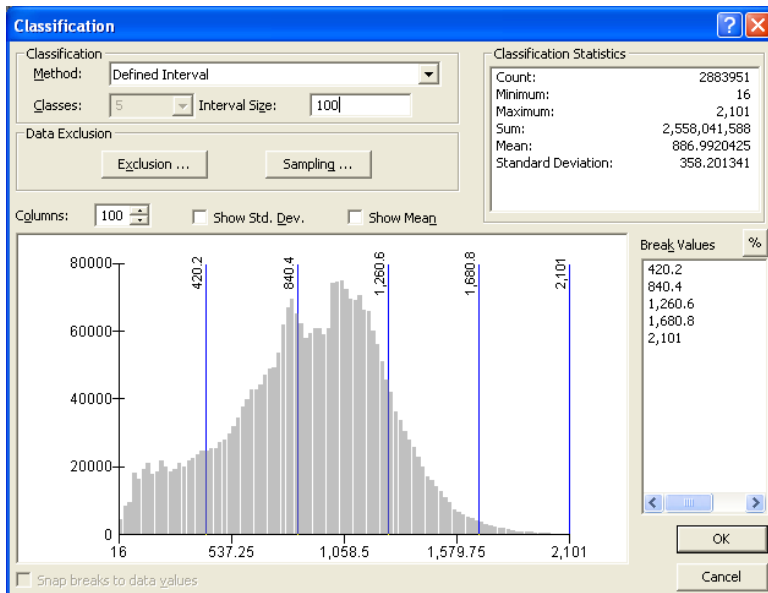 Classification
Classification
Method: Defined Interval
Classes: 5 Interval Size: 100
Data Exclusion
Exclusion ... Sampling ...
Classification Statistics
Count: 2883951
Minimum: 16
Maximum: 2,101
Sum: 2,558,041,588
Mean: 886.9920425
Standard Deviation: 358.201341
Columns: 100 Show Std. Dev. Show Mean
Break Values %
420.2
840.4
1,260.6
1,680.8
2,101
80000
60000
40000
20000
0
420.2
840.4
1,260.6
1,680.8
2,101
16 537.25 1,058.5 1,579.75 2,101
Snap breaks to data values
OK
Cancel